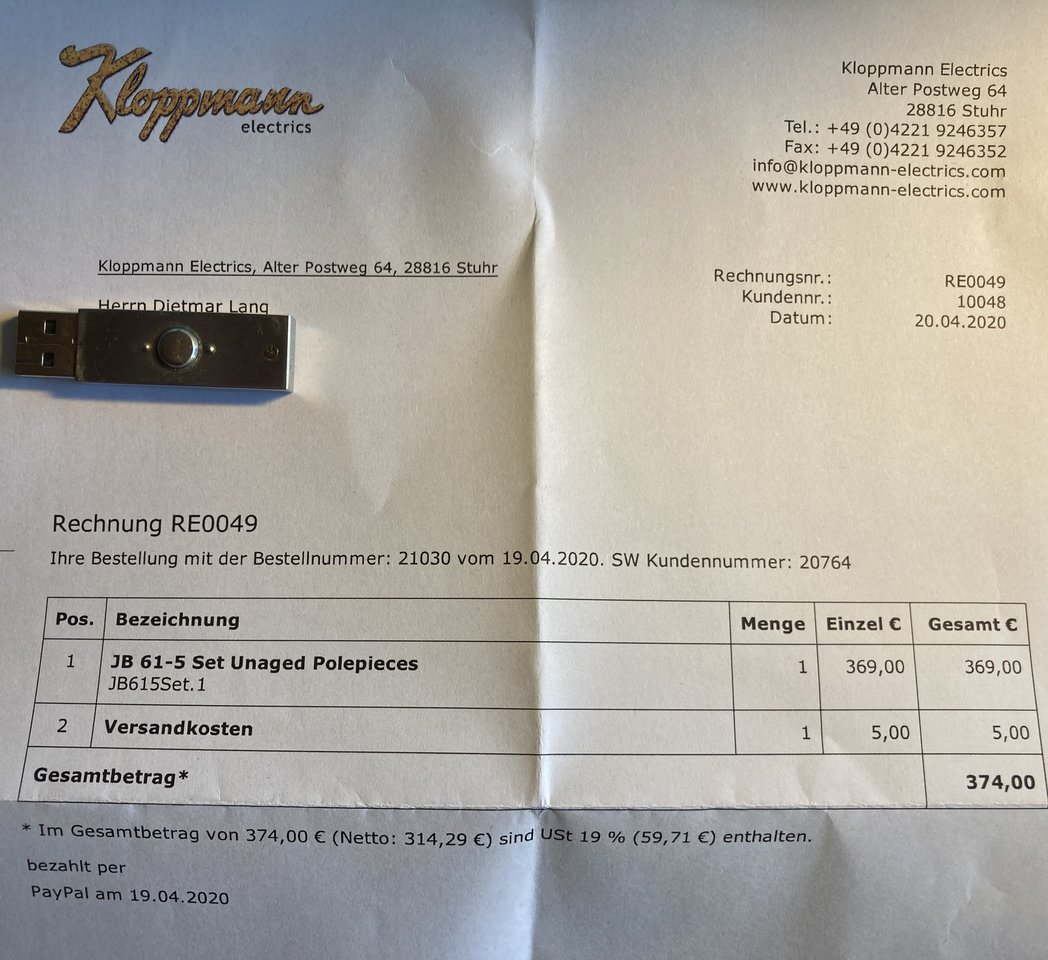 Kloppmann
electrics
Kloppmann Electrics
Alter Postweg 64
28816 Stuhr
Tel.: +49 (0)4221 9246357
Fax: +49 (0)4221 9246352
info@kloppmann-electrics.com
www.kloppmann-electrics.com
Kloppmann Electrics, Alter Postweg 64, 28816 Stuhr
Herrn Dietmar Lang
Rechnungsnr.: RE0049
Kundennr.: 10048
Datum: 20.04.2020
Rechnung RE0049
Ihre Bestellung mit der Bestellnummer: 21030 vom 19.04.2020. SW Kundennummer: 20764
Pos. Bezeichnung Menge Einzel € Gesamt €
1 JB 61-5 Set Unaged Polepieces 1 369,00 369,00
JB615Set.1
2 Versandkosten 1 5,00 5,00
Gesamtbetrag* 374,00
* Im Gesamtbetrag von 374,00 € (Netto: 314,29 €) sind USt 19 % (59,71 €) enthalten.
bezahlt per
PayPal am 19.04.2020